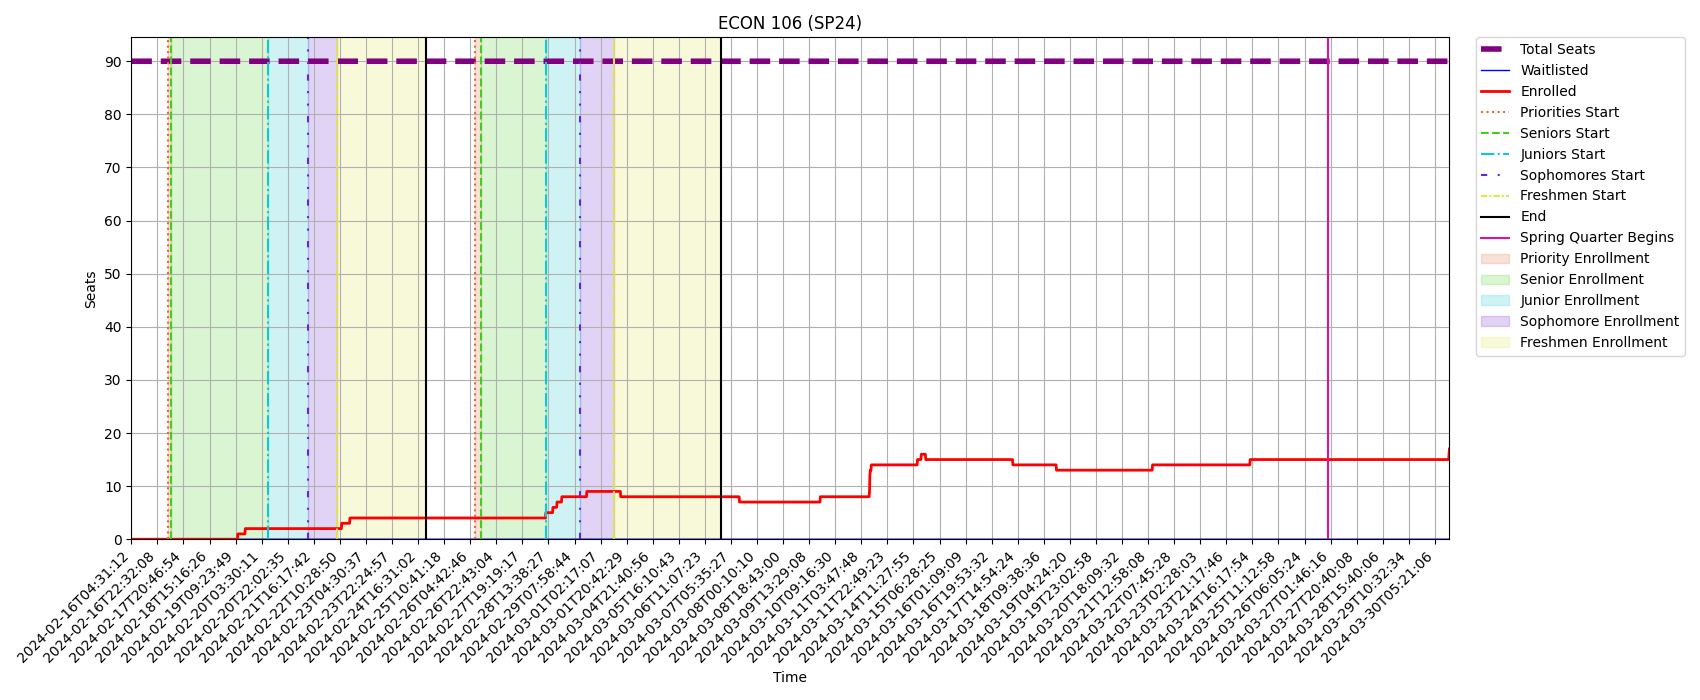 ECON 106 (SP24)
Seats
90
80
70
60
50
40
30
20
10
0
2024-02-16T04:31:12
2024-02-16T22:32:08
2024-02-17T20:46:54
2024-02-18T15:16:26
2024-02-19T09:23:49
2024-02-20T03:30:11
2024-02-20T22:02:35
2024-02-21T16:17:42
2024-02-22T10:28:50
2024-02-23T04:30:37
2024-02-23T22:24:57
2024-02-24T16:31:02
2024-02-25T10:41:18
2024-02-26T04:42:46
2024-02-26T22:43:04
2024-02-27T19:19:17
2024-02-28T13:38:27
2024-02-29T07:58:44
2024-03-01T02:17:07
2024-03-01T20:42:29
2024-03-04T21:40:56
2024-03-05T16:10:43
2024-03-06T11:07:23
2024-03-07T05:35:27
2024-03-08T00:10:10
2024-03-08T18:43:00
2024-03-09T13:29:08
2024-03-10T09:16:30
2024-03-11T03:47:48
2024-03-11T22:49:23
2024-03-14T11:27:55
2024-03-15T06:28:25
2024-03-16T01:09:09
2024-03-16T19:53:32
2024-03-17T14:54:24
2024-03-18T09:38:36
2024-03-19T04:24:20
2024-03-19T23:02:58
2024-03-20T18:09:32
2024-03-21T12:58:08
2024-03-22T07:45:28
2024-03-23T02:28:03
2024-03-23T21:17:46
2024-03-24T16:17:54
2024-03-25T11:12:58
2024-03-26T06:05:24
2024-03-27T01:46:16
2024-03-27T20:40:08
2024-03-28T15:40:06
2024-03-29T10:32:34
2024-03-30T05:21:06
Time
Total Seats
Waitlisted
Enrolled
Priorities Start
Seniors Start
Juniors Start
Sophomores Start
Freshmen Start
End
Spring Quarter Begins
Priority Enrollment
Senior Enrollment
Junior Enrollment
Sophomore Enrollment
Freshmen Enrollment